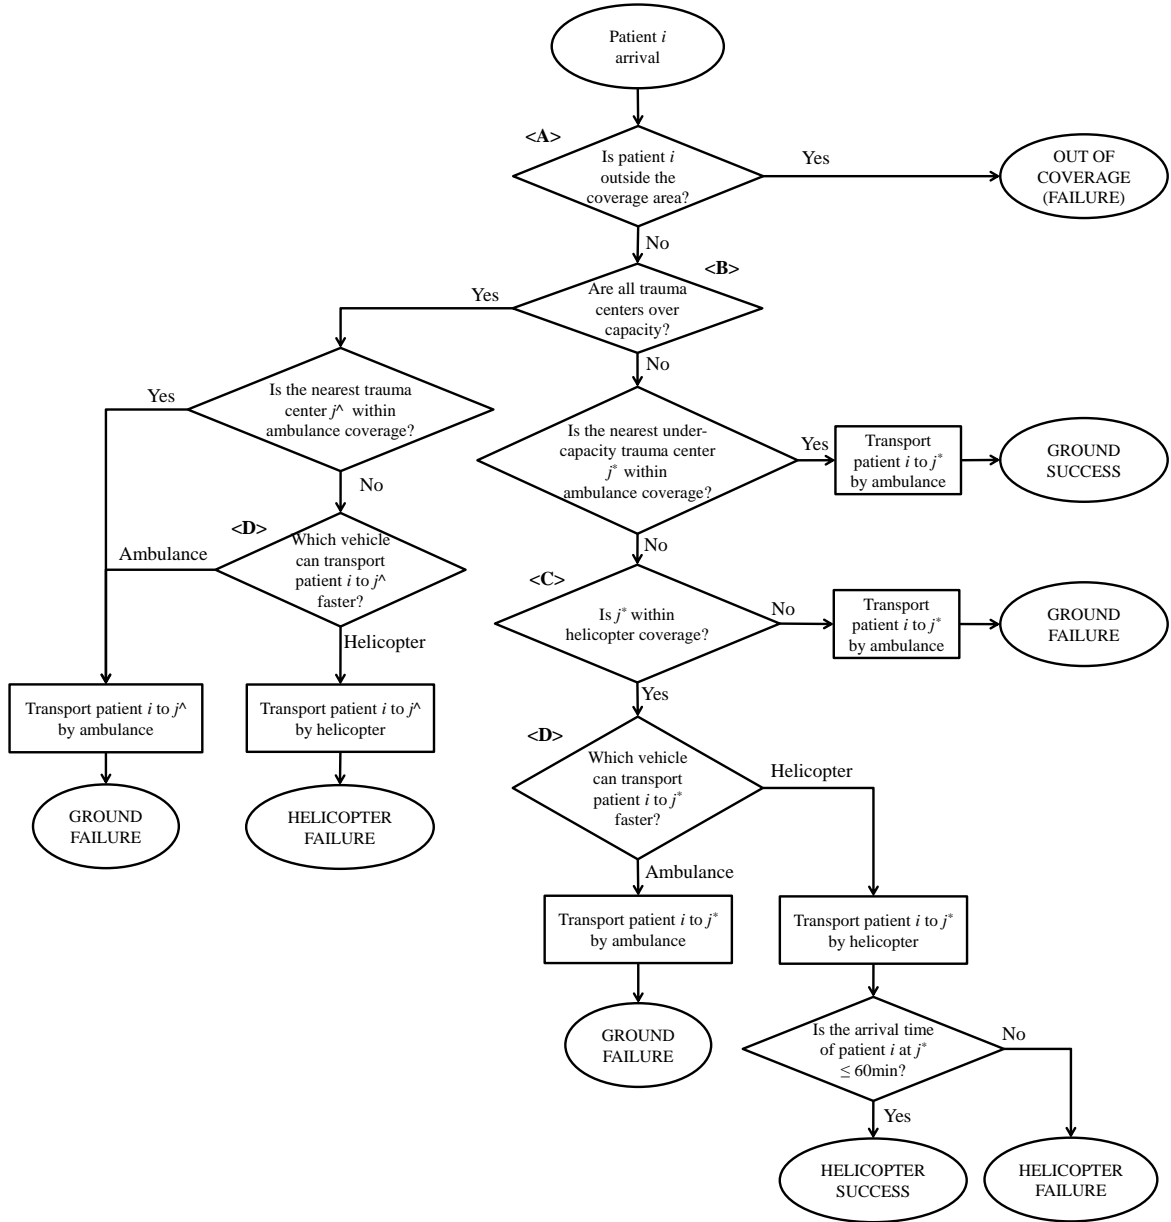 Patient i
arrival
<A>
Is patient i
outside the
coverage area?
Yes
OUT OF
COVERAGE
(FAILURE)
No
<B>
Are all trauma
centers over
capacity?
Yes
No
Is the nearest trauma
center j^ within
ambulance coverage?
Yes
No
Is the nearest under-
capacity trauma center
j* within
ambulance coverage?
Yes
Transport
patient i to j*
by ambulance
GROUND
SUCCESS
No
<D>
Which vehicle
can transport
patient i to j^
faster?
Ambulance
Helicopter
<C>
Is j* within
helicopter coverage?
No
Transport
patient i to j*
by ambulance
GROUND
FAILURE
Yes
Transport patient i to j^
by ambulance
Transport patient i to j^
by helicopter
GROUND
FAILURE
HELICOPTER
FAILURE
<D>
Which vehicle
can transport
patient i to j*
faster?
Helicopter
Ambulance
Transport patient i to j*
by ambulance
Transport patient i to j*
by helicopter
GROUND
FAILURE
Is the arrival time
of patient i at j*
≤ 60min?
No
Yes
HELICOPTER
SUCCESS
HELICOPTER
FAILURE